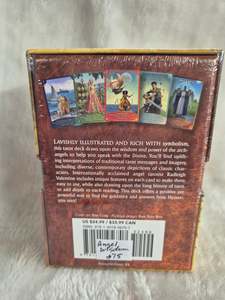 LAVISHLY ILLUSTRATED AND RICH WITH symbolism,
this tarot deck draws upon the wisdom and power of the arch-
angels to help you speak with the Divine. You'll find uplift-
ing interpretations of traditional tarot messages and imagery,
including diverse, contemporary depictions of classic char-
acters. Internationally acclaimed angel tarotist Radleigh
Valentine includes unique features on each card to make them
easy to use, while also drawing upon the long history of tarot
to add depth to each reading. This deck offers a positive yet
powerful way to find the guidance and answers from Heaven
you seek!
US $24.99 / $33.99 CAN
Angel
Wisdom
$75